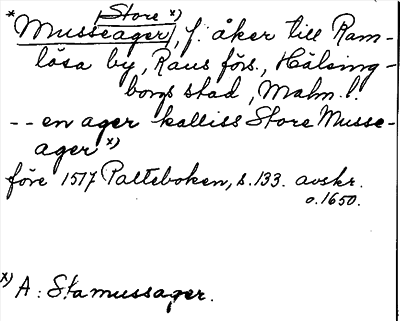 Store x)
*Musseager, f. åker till Ram-
lösa by, Raus förs., Hälsing-
borgs stad, Malm. l.
-- en ager kalliss Store Musse-
ager x)
före 1517 Palteboken, s. 133. avskr.
o. 1650.
x) A: Stamussager.